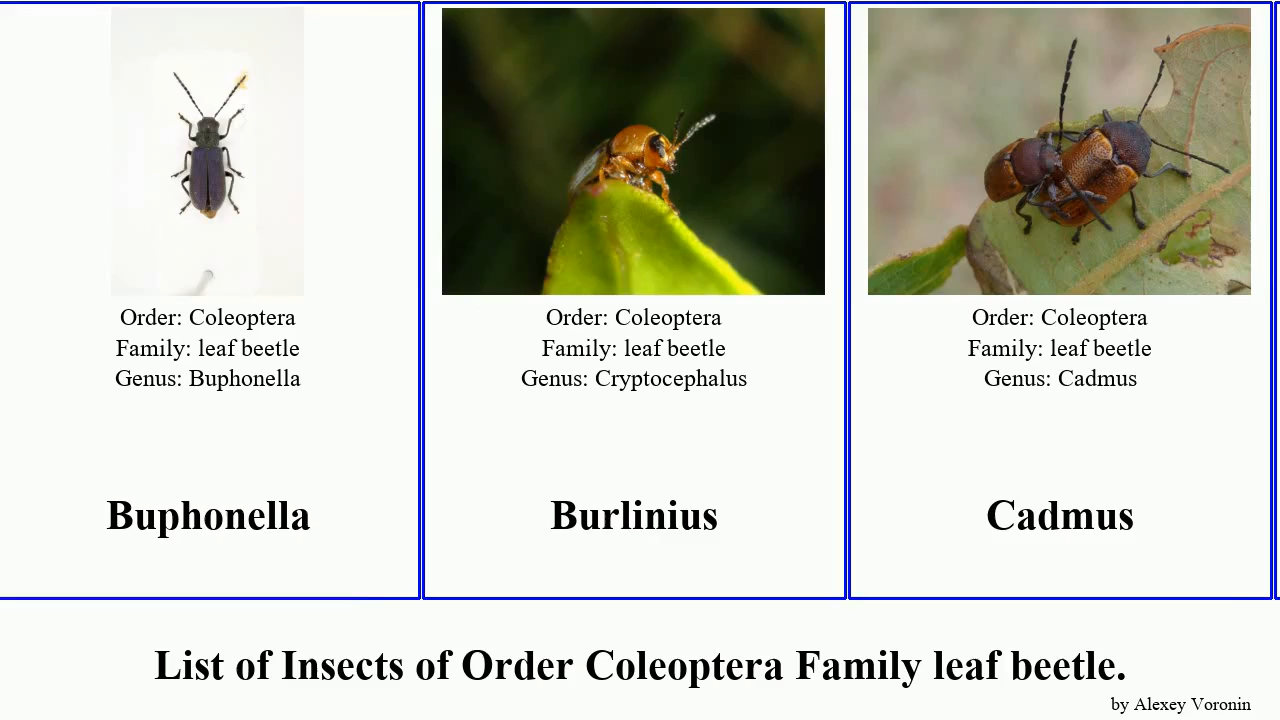 Order: Coleoptera
Family: leaf beetle
Genus: Buphonella
Buphonella
Order: Coleoptera
Family: leaf beetle
Genus: Cryptocephalus
Burlinius
Order: Coleoptera
Family: leaf beetle
Genus: Cadmus
Cadmus
List of Insects of Order Coleoptera Family leaf beetle.
by Alexey Voronin